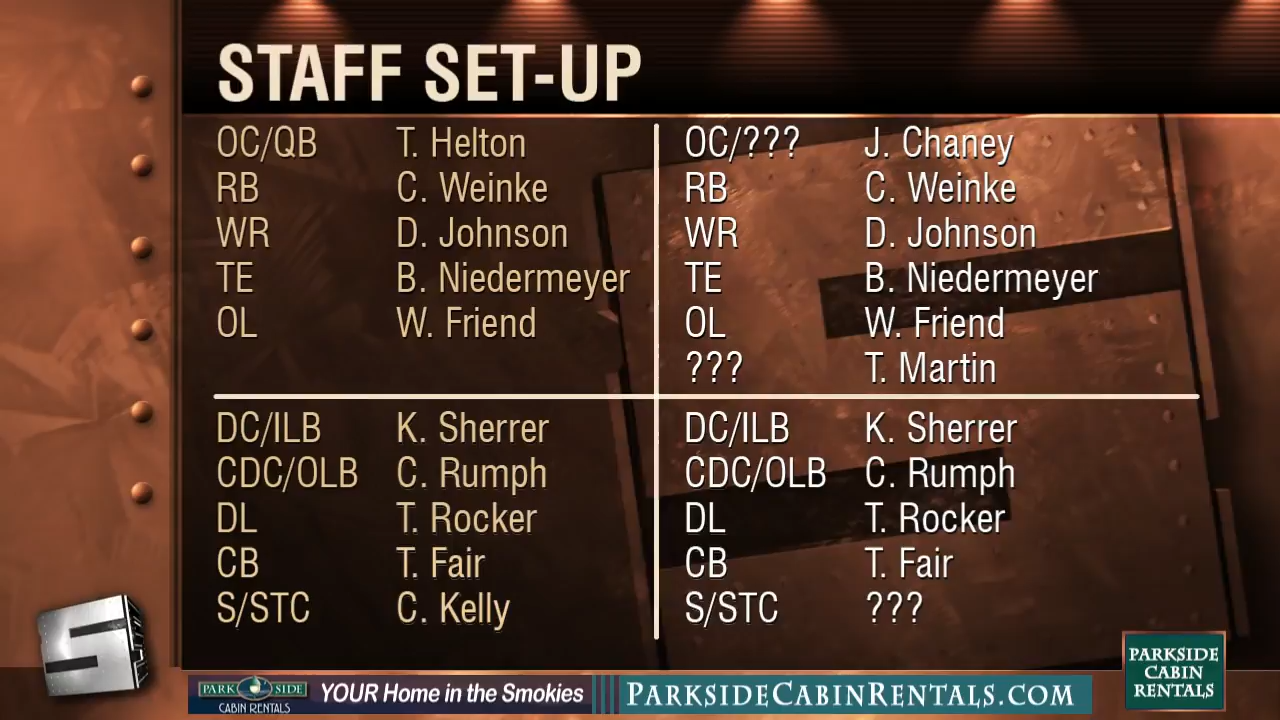 STAFF SET-UP
OC/QB T. Helton
RB C. Weinke
WR D. Johnson
TE B. Niedermeyer
OL W. Friend
DC/ILB K. Sherrer
CDC/OLB C. Rumph
DL T. Rocker
CB T. Fair
S/STC C. Kelly
OC/??? J. Chaney
RB C. Weinke
WR D. Johnson
TE B. Niedermeyer
OL W. Friend
??? T. Martin
DC/ILB K. Sherrer
CDC/OLB C. Rumph
DL T. Rocker
CB T. Fair
S/STC ???
S
PARK SIDE
CABIN RENTALS
YOUR Home in the Smokies
PARKSIDECABINRENTALS.COM
PARKSIDE
CABIN
RENTALS